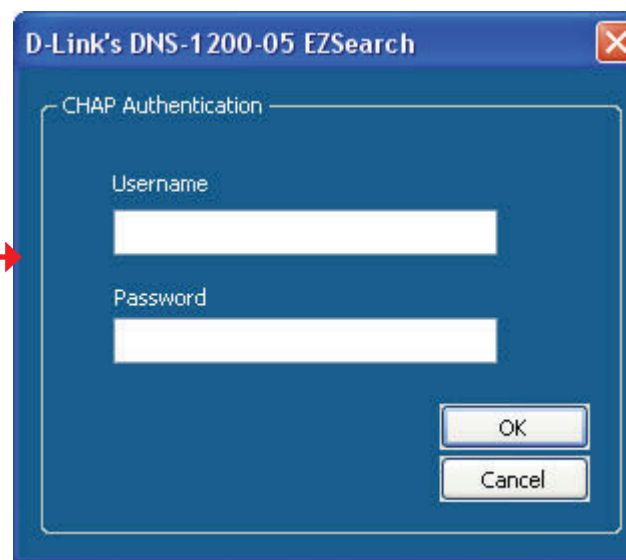 D-Link's DNS-1200-05 EZSearch
CHAP Authentication
Username
Password
OK
Cancel